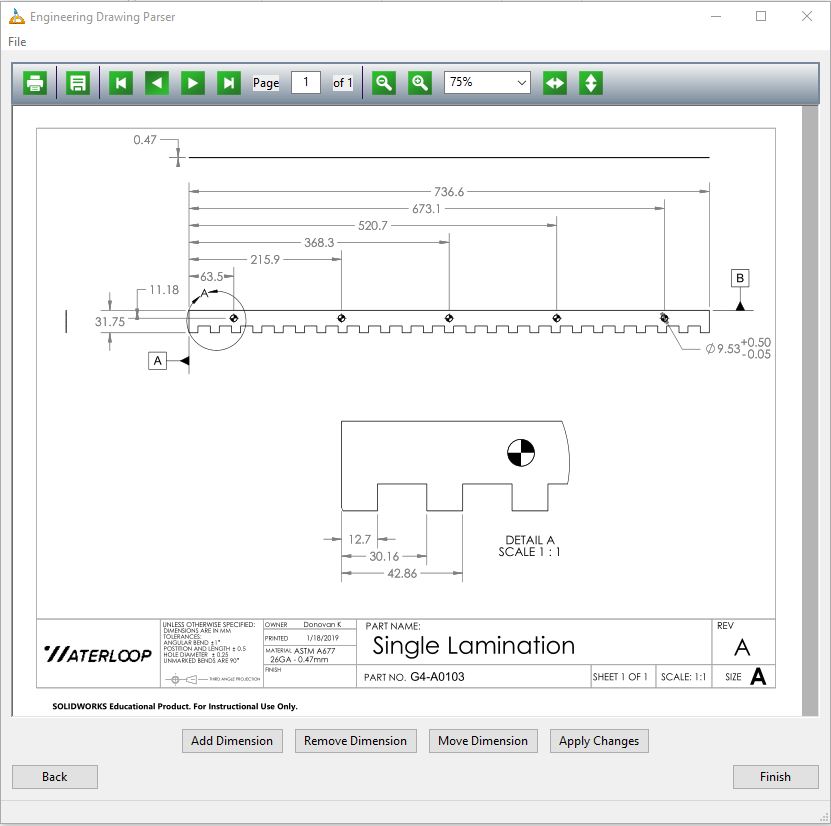 Engineering Drawing Parser
File
Page 1 of 1 75%
0.47
736.6
673.1
520.7
368.3
215.9
63.5
11.18
A
B
31.75
A
Ø9.53 +0.50
-0.05
12.7
30.16
42.86
DETAIL A
SCALE 1 : 1
UNLESS OTHERWISE SPECIFIED:
DIMENSIONS ARE IN MM
TOLERANCES:
ANGULAR BEND ±1°
POSTITION AND LENGTH ± 0.5
HOLE DIAMETER ± 0.25
UNMARKED BENDS ARE 90°
THIRD ANGLE PROJECTION
WATERLOOP
OWNER Donovan K
PRINTED 1/18/2019
MATERIAL ASTM A677
26GA - 0.47mm
FINISH
PART NAME:
Single Lamination
REV
A
PART NO. G4-A0103
SHEET 1 OF 1
SCALE: 1:1
SIZE A
SOLIDWORKS Educational Product. For Instructional Use Only.
Add Dimension
Remove Dimension
Move Dimension
Apply Changes
Back
Finish